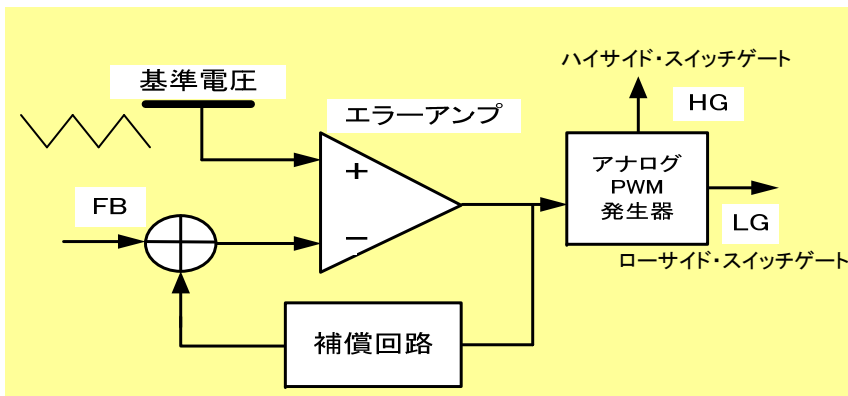 ハイサイド・スイッチゲート
基準電圧
HG
エラーアンプ
+
アナログ
PWM
発生器
FB
−
LG
ローサイド・スイッチゲート
補償回路